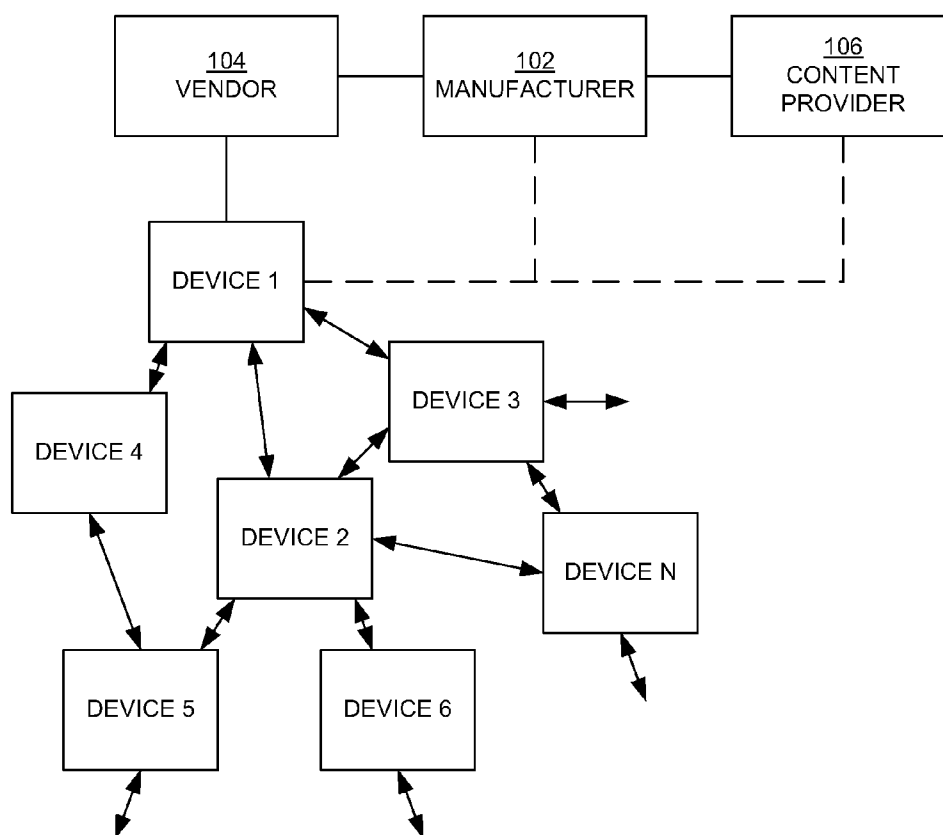 104
VENDOR
102
MANUFACTURER
106
CONTENT
PROVIDER
DEVICE 1
DEVICE 3
DEVICE 4
DEVICE 2
DEVICE N
DEVICE 5
DEVICE 6